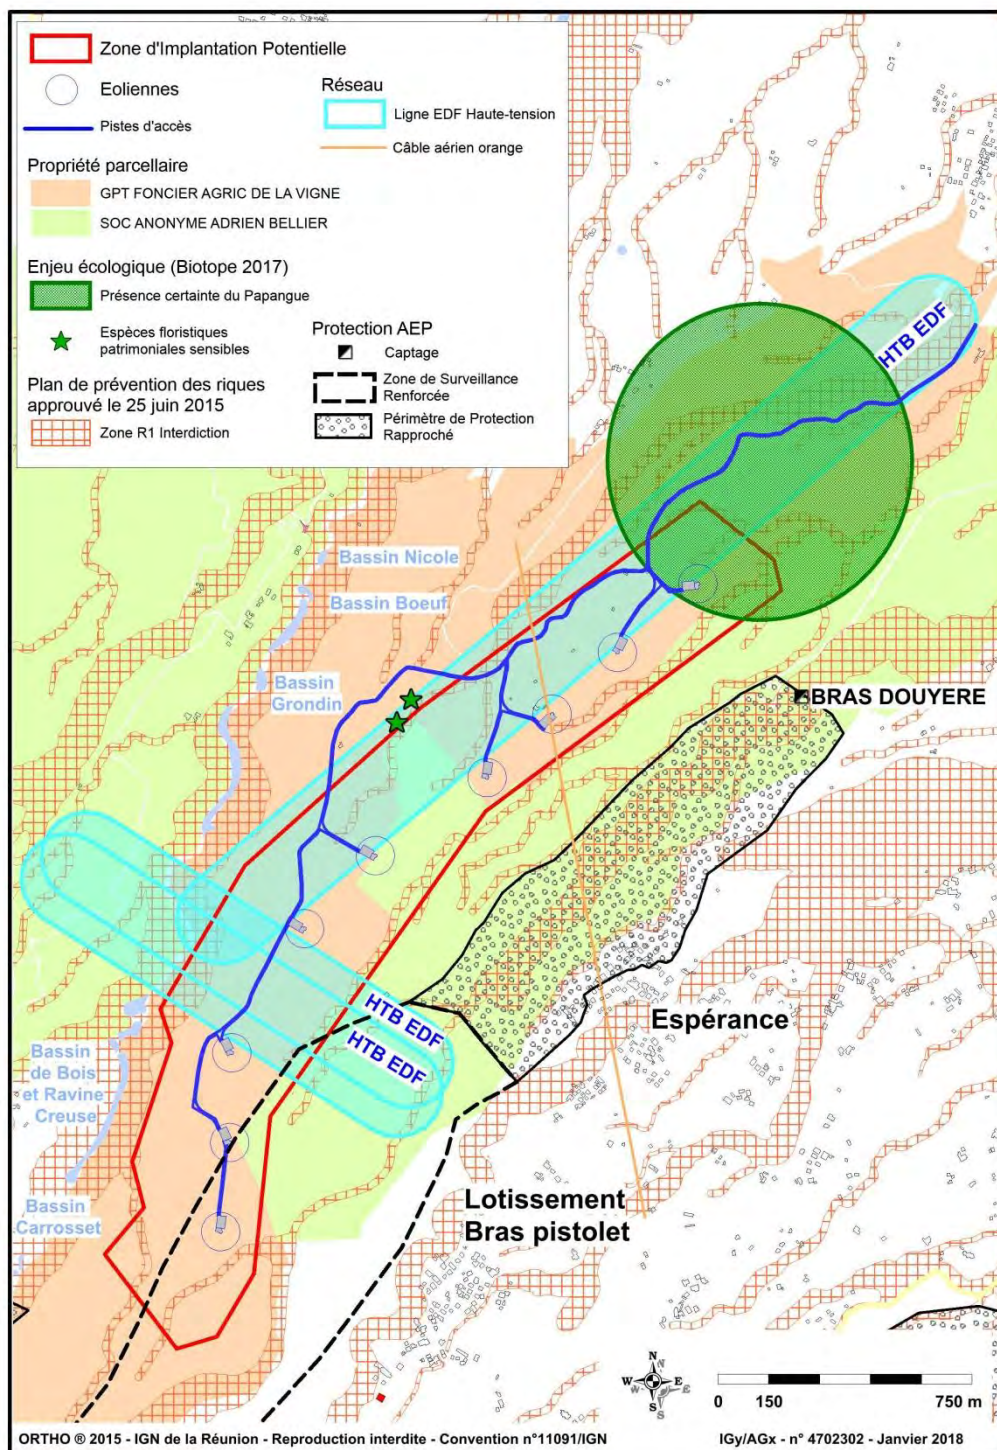 Zone d'Implantation Potentielle
Eoliennes
Pistes d'accès
Réseau
Ligne EDF Haute-tension
Câble aérien orange
Propriété parcellaire
GPT FONCIER AGRIC DE LA VIGNE
SOC ANONYME ADRIEN BELLIER
Enjeu écologique (Biotope 2017)
Présence certaine du Papangue
Espèces floristiques
patrimoniales sensibles
Plan de prévention des riques
approuvé le 25 juin 2015
Zone R1 Interdiction
Protection AEP
Captage
Zone de Surveillance
Renforcée
Périmètre de Protection
Rapproché
HTB EDF
Bassin Nicole
Bassin Boeuf
Bassin
Grondin
BRAS DOUYERE
HTB EDF
HTB EDF
Espérance
Bassin
de Bois
et Ravine
Creuse
Bassin
Carrosset
Lotissement
Bras pistolet
N
N
W
W
E
E
S
S
0 150 750 m
ORTHO ® 2015 - IGN de la Réunion - Reproduction interdite - Convention n°11091/IGN
IGy/AGx - n° 4702302 - Janvier 2018